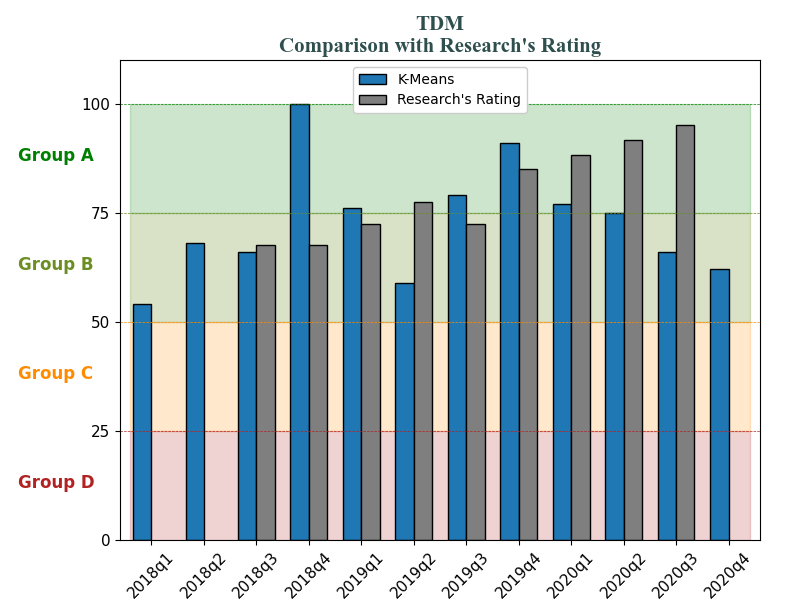 TDM
Comparison with Research's Rating
K-Means
Research's Rating
100
Group A
75
Group B
50
Group C
25
Group D
0
2018q1
2018q2
2018q3
2018q4
2019q1
2019q2
2019q3
2019q4
2020q1
2020q2
2020q3
2020q4